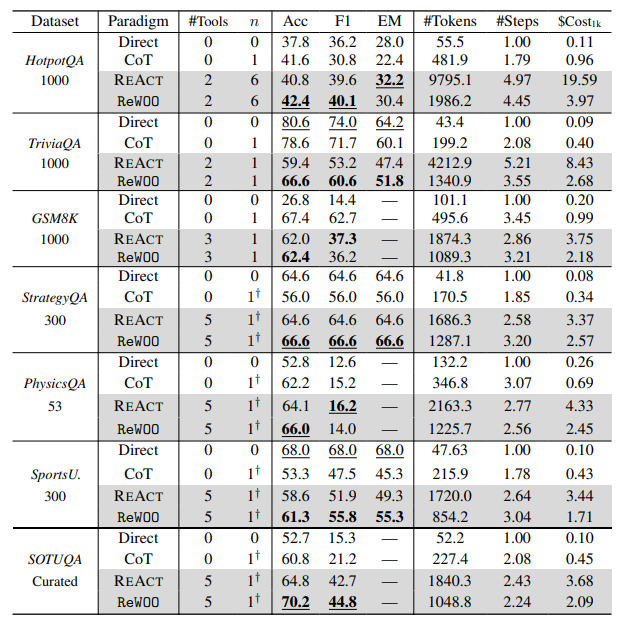 Dataset Paradigm #Tools n Acc F1 EM #Tokens #Steps $Cost1k
Direct 0 0 37.8 36.2 28.0 55.5 1.00 0.11
HotpotQA CoT 0 1 41.6 30.8 22.4 481.9 1.79 0.96
1000 REACT 2 6 40.8 39.6 32.2 9795.1 4.97 19.59
ReWOO 2 6 42.4 40.1 30.4 1986.2 4.45 3.97
Direct 0 0 80.6 74.0 64.2 43.4 1.00 0.09
TriviaQA CoT 0 1 78.6 71.7 60.1 199.2 2.08 0.40
1000 REACT 2 1 59.4 53.2 47.4 4212.9 5.21 8.43
ReWOO 2 1 66.6 60.6 51.8 1340.9 3.55 2.68
Direct 0 0 26.8 14.4 — 101.1 1.00 0.20
GSM8K CoT 0 1 67.4 62.7 — 495.6 3.45 0.99
1000 REACT 3 1 62.0 37.3 — 1874.3 2.86 3.75
ReWOO 3 1 62.4 36.2 — 1089.3 3.21 2.18
Direct 0 0 64.6 64.6 64.6 41.8 1.00 0.08
StrategyQA CoT 0 1† 56.0 56.0 56.0 170.5 1.85 0.34
300 REACT 5 1† 64.6 64.6 64.6 1686.3 2.58 3.37
ReWOO 5 1† 66.6 66.6 66.6 1287.1 3.20 2.57
Direct 0 0 52.8 12.6 — 132.2 1.00 0.26
PhysicsQA CoT 0 1† 62.2 15.2 — 346.8 3.07 0.69
53 REACT 5 1† 64.1 16.2 — 2163.3 2.77 4.33
ReWOO 5 1† 66.0 14.0 — 1225.7 2.56 2.45
Direct 0 0 68.0 68.0 68.0 47.63 1.00 0.10
SportsU. CoT 0 1† 53.3 47.5 45.3 215.9 1.78 0.43
300 REACT 5 1† 58.6 51.9 49.3 1720.0 2.64 3.44
ReWOO 5 1† 61.3 55.8 55.3 854.2 3.04 1.71
Direct 0 0 52.7 15.3 — 52.2 1.00 0.10
SOTUQA CoT 0 1† 60.8 21.2 — 227.4 2.08 0.45
Curated REACT 5 1† 64.8 42.7 — 1840.3 2.43 3.68
ReWOO 5 1† 70.2 44.8 — 1048.8 2.24 2.09